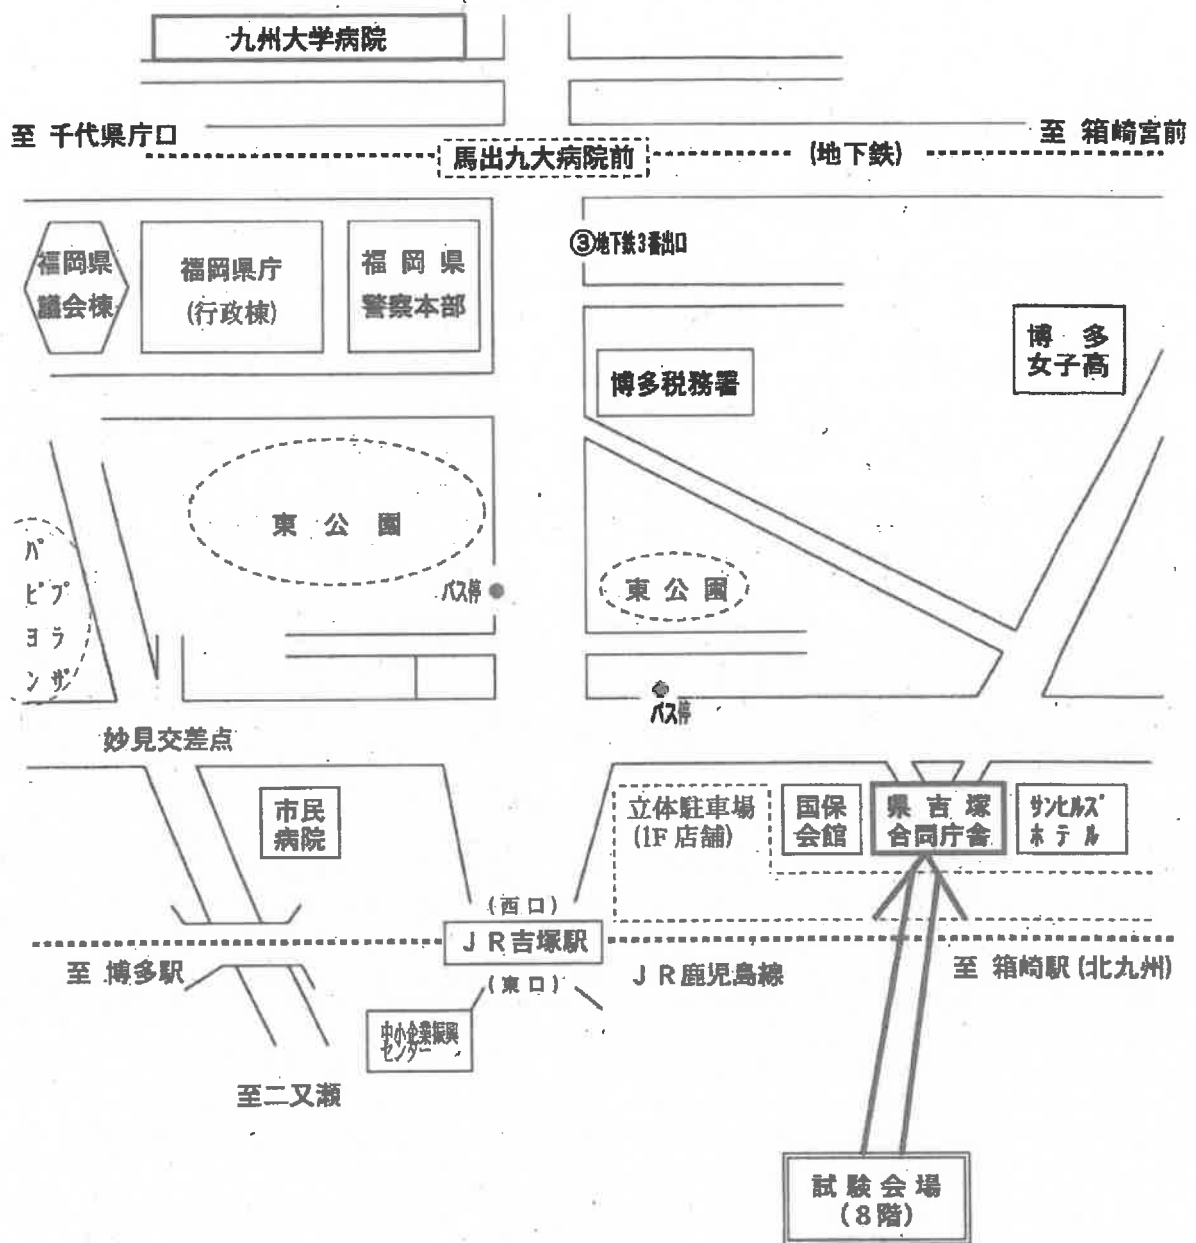 九州大学病院
至 千代県庁口
至 箱崎宮前
馬出九大病院前
(地下鉄)
③地下鉄3番出口
福岡県
議会棟
福岡県庁
(行政棟)
福岡県
警察本部
博多
女子高
博多税務署
東公園
パピヨン
プラザ
バス停
東公園
バス停
妙見交差点
市民
病院
立体駐車場
(1F店舗)
国保
会館
県吉塚
合同庁舎
サンヒルズ
ホテル
(西口)
JR吉塚駅
(東口)
至 博多駅
JR鹿児島線
至 箱崎駅(北九州)
中小企業振興
センター
至二又瀬
試験会場
(8階)